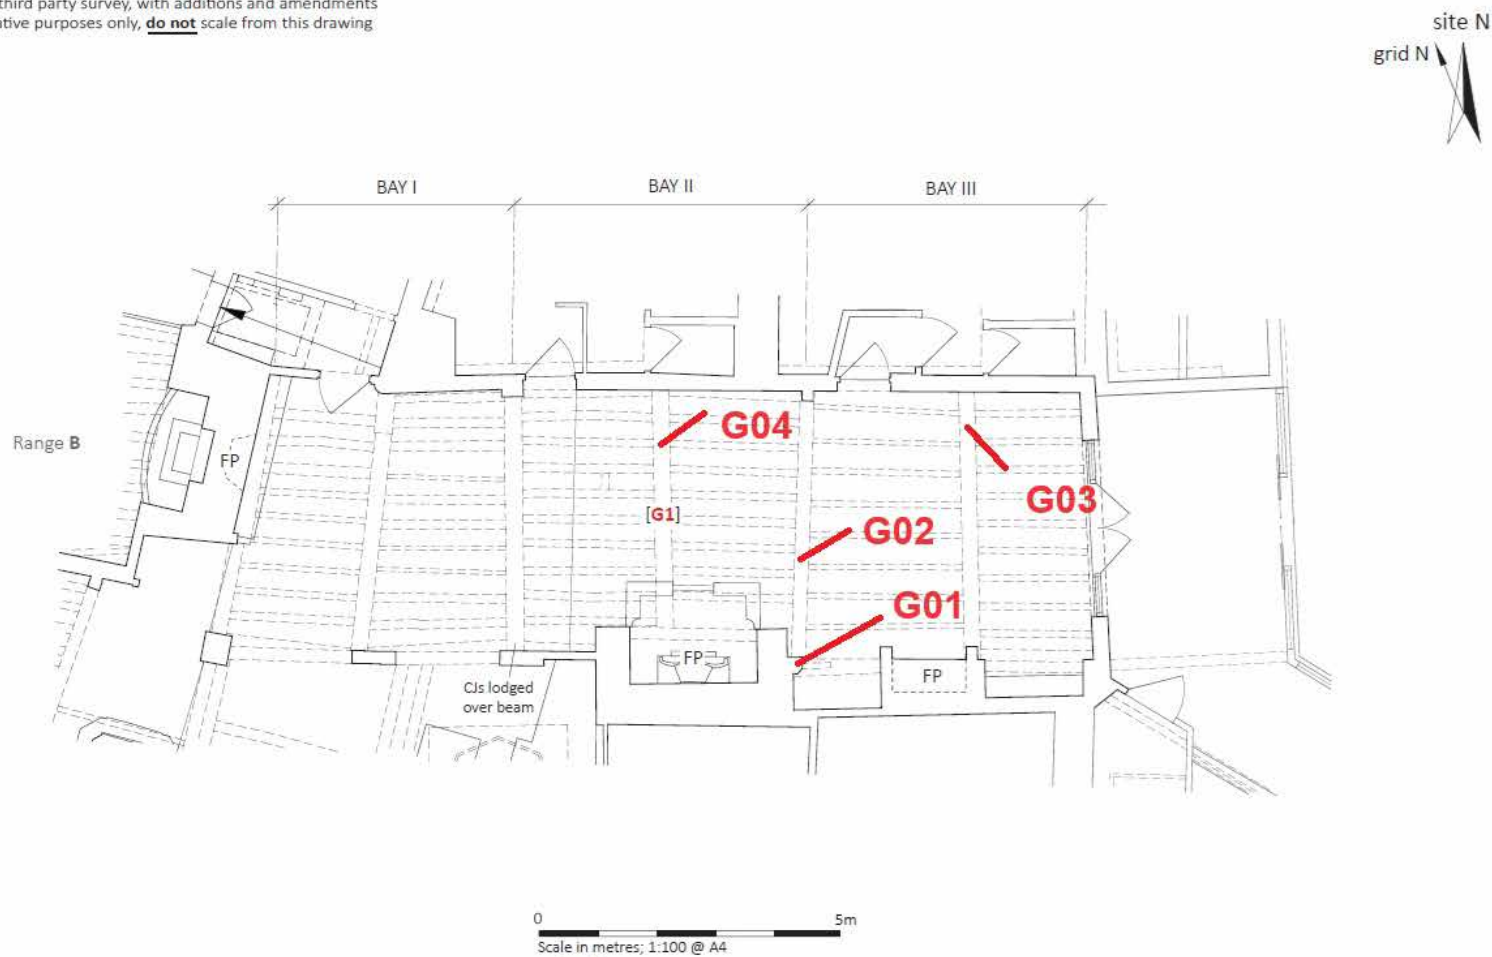 third party survey, with additions and amendments
purposes only, do not scale from this drawing
site N
grid N
BAY I
BAY II
BAY III
Range B
FP
G04
G03
[G1]
G02
G01
FP
FP
CJs lodged
over beam
0 5m
Scale in metres; 1:100 @ A4